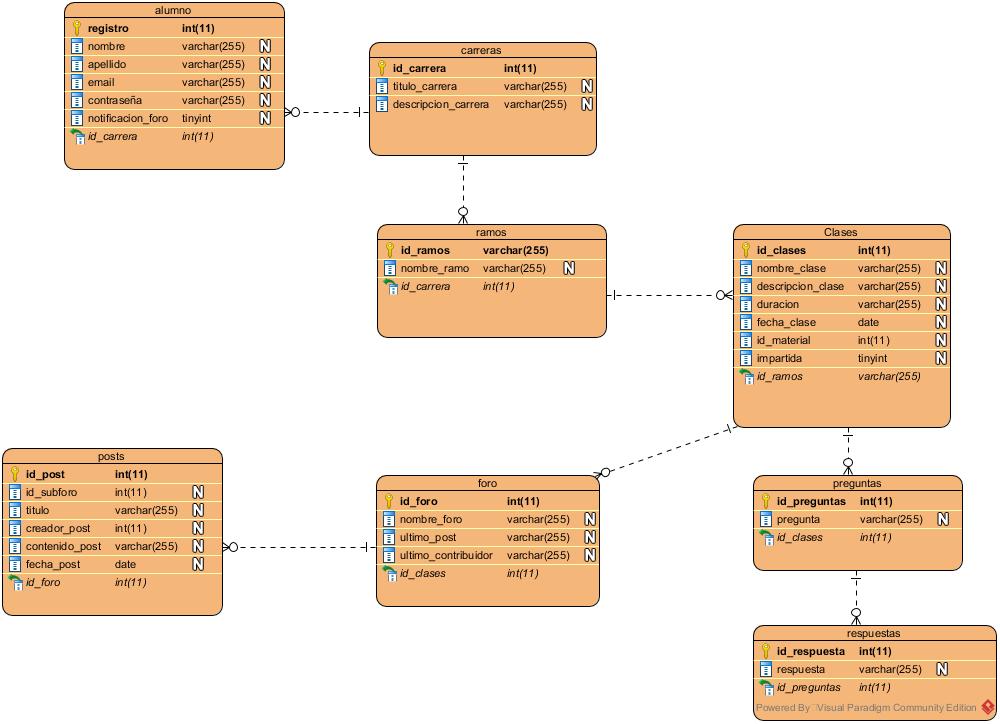 alumno
registro int(11)
nombre varchar(255) N
apellido varchar(255) N
email varchar(255) N
contraseña varchar(255) N
notificacion_foro tinyint N
id_carrera int(11)
carreras
id_carrera int(11)
titulo_carrera varchar(255) N
descripcion_carrera varchar(255) N
ramos
id_ramos varchar(255)
nombre_ramo varchar(255) N
id_carrera int(11)
Clases
id_clases int(11)
nombre_clase varchar(255) N
descripcion_clase varchar(255) N
duracion varchar(255) N
fecha_clase date N
id_material int(11) N
impartida tinyint N
id_ramos varchar(255)
posts
id_post int(11)
id_subforo int(11) N
titulo varchar(255) N
creador_post int(11) N
contenido_post varchar(255) N
fecha_post date N
id_foro int(11)
foro
id_foro int(11)
nombre_foro varchar(255) N
ultimo_post varchar(255) N
ultimo_contribuidor varchar(255) N
id_clases int(11)
preguntas
id_preguntas int(11)
pregunta varchar(255) N
id_clases int(11)
respuestas
id_respuesta int(11)
respuesta varchar(255) N
id_preguntas int(11)
Powered By Visual Paradigm Community Edition